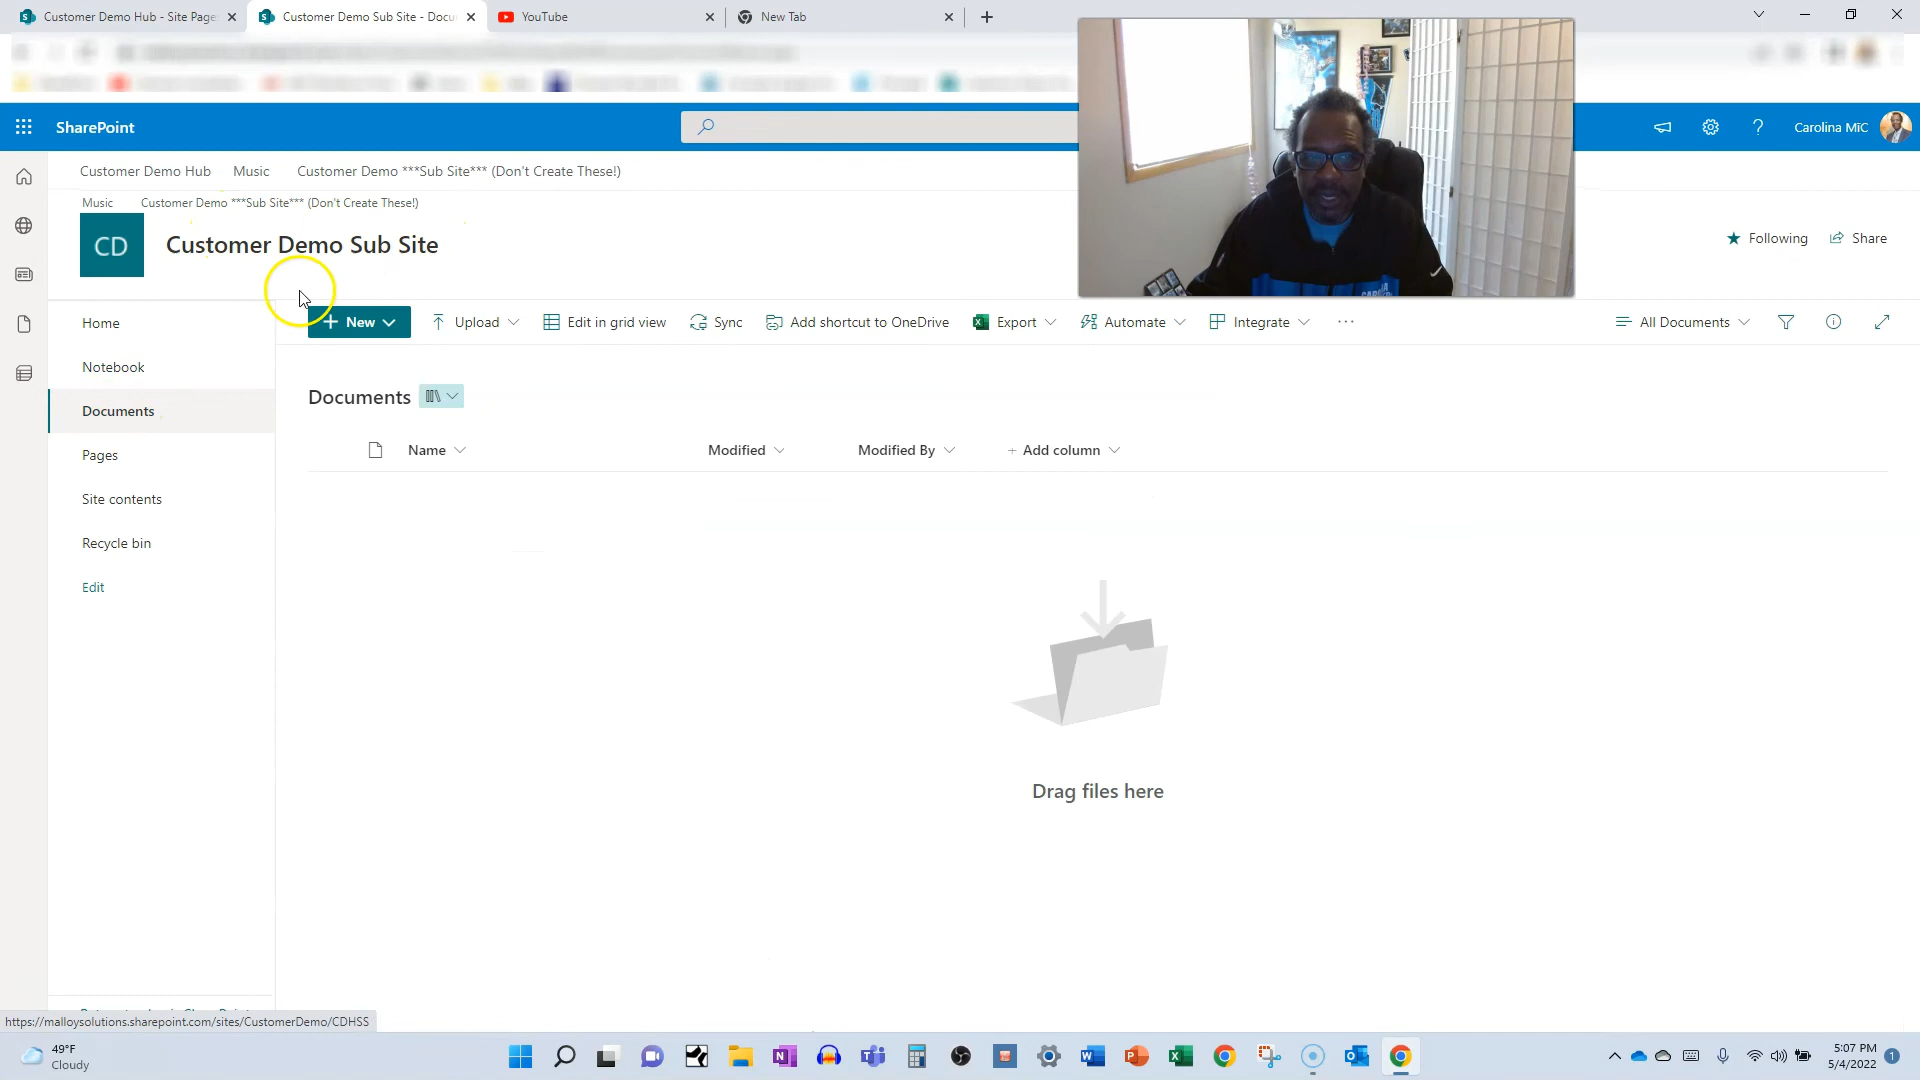 Customer Demo Hub - Site Page
Customer Demo Sub Site - Docu
YouTube
New Tab
SharePoint
Carolina MiC
Customer Demo Hub
Music
Customer Demo ***Sub Site*** (Don't Create These!)
Music
Customer Demo ***Sub Site*** (Don't Create These!)
CD
Customer Demo Sub Site
Following
Share
Home
Notebook
Documents
Pages
Site contents
Recycle bin
Edit
+ New
Upload
Edit in grid view
Sync
Add shortcut to OneDrive
Export
Automate
Integrate
...
All Documents
Documents
Name
Modified
Modified By
+ Add column
Drag files here
https://malloysolutions.sharepoint.com/sites/CustomerDemo/CDHSS
49°F
Cloudy
5:07 PM
5/4/2022
1